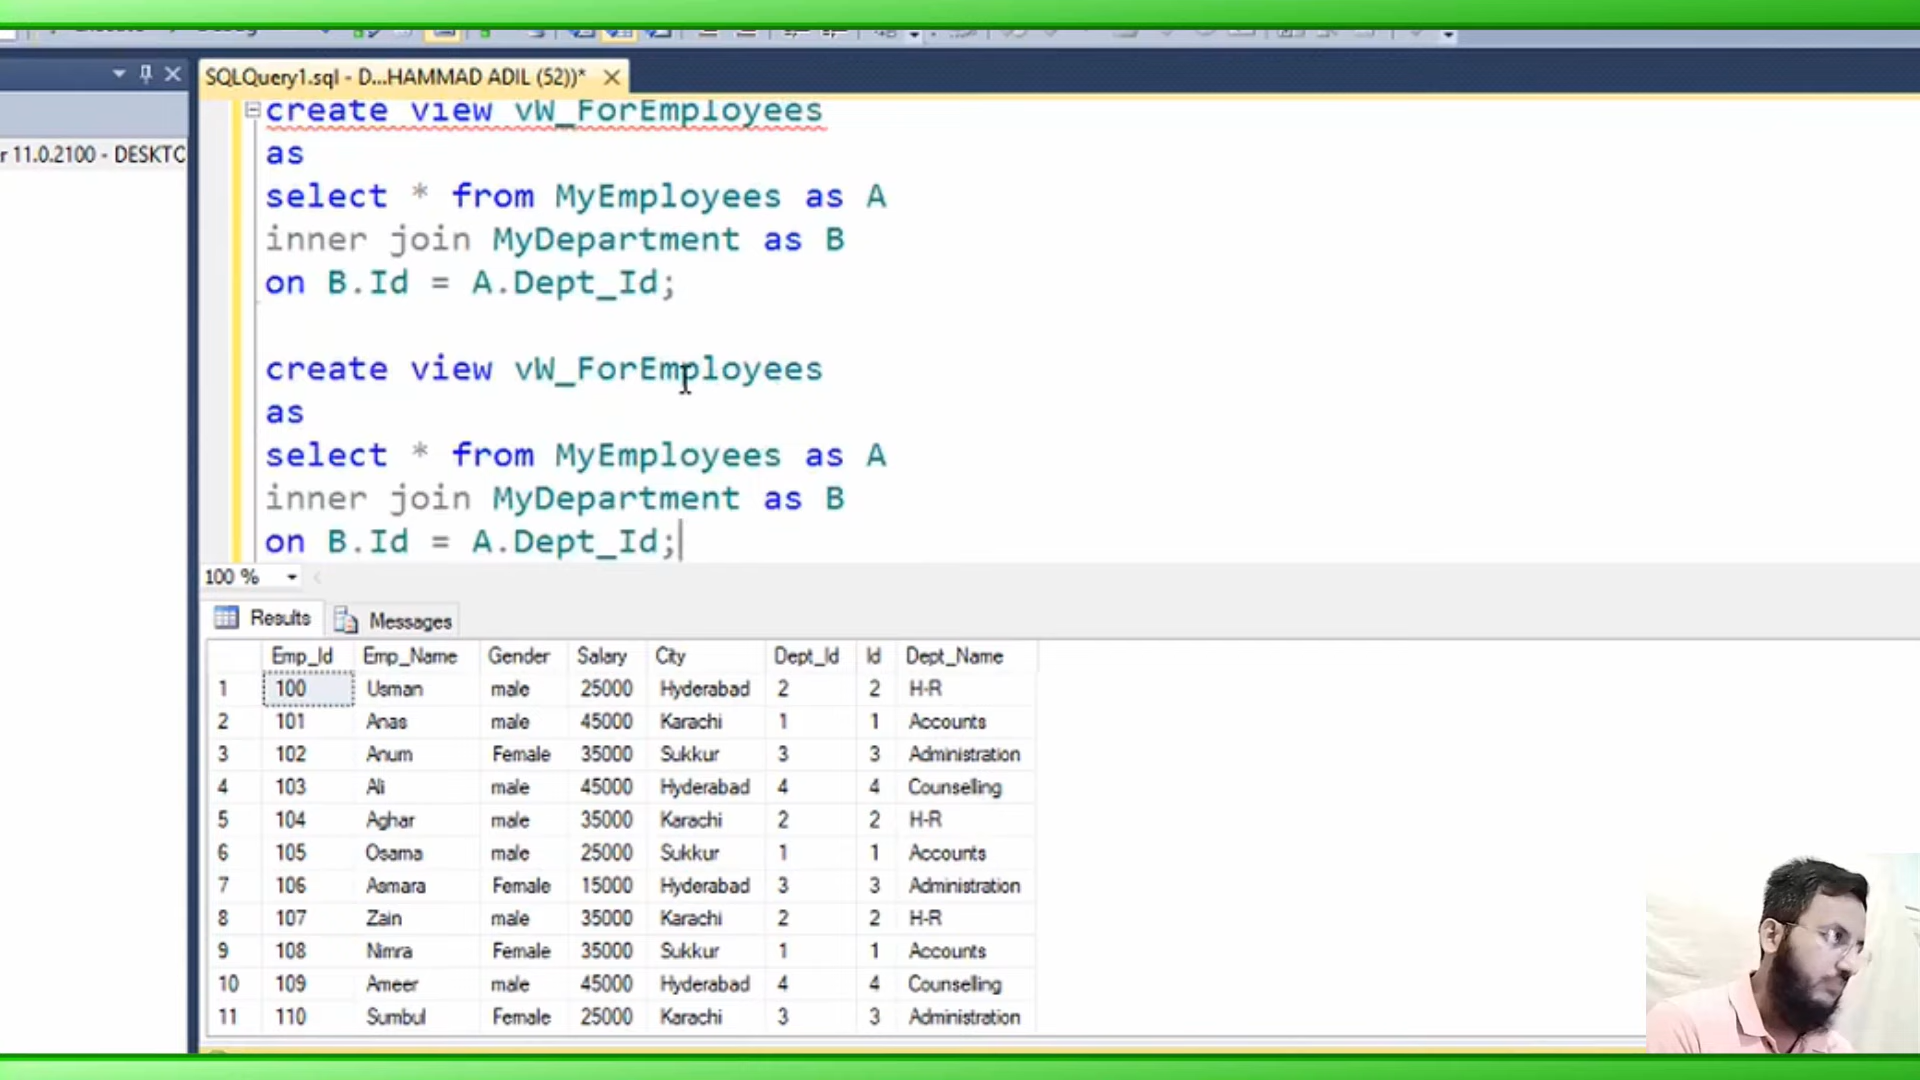 SQLQuery1.sql - D...HAMMAD ADIL (52))*
r 11.0.2100 - DESKTC
create view vW_ForEmployees
as
select * from MyEmployees as A
inner join MyDepartment as B
on B.Id = A.Dept_Id;
create view vW_ForEmployees
as
select * from MyEmployees as A
inner join MyDepartment as B
on B.Id = A.Dept_Id;
100 %
Results Messages
Emp_Id Emp_Name Gender Salary City Dept_Id Id Dept_Name
1 100 Usman male 25000 Hyderabad 2 2 H-R
2 101 Anas male 45000 Karachi 1 1 Accounts
3 102 Anum Female 35000 Sukkur 3 3 Administration
4 103 Ali male 45000 Hyderabad 4 4 Counselling
5 104 Aghar male 35000 Karachi 2 2 H-R
6 105 Osama male 25000 Sukkur 1 1 Accounts
7 106 Asmara Female 15000 Hyderabad 3 3 Administration
8 107 Zain male 35000 Karachi 2 2 H-R
9 108 Nimra Female 35000 Sukkur 1 1 Accounts
10 109 Ameer male 45000 Hyderabad 4 4 Counselling
11 110 Sumbul Female 25000 Karachi 3 3 Administration